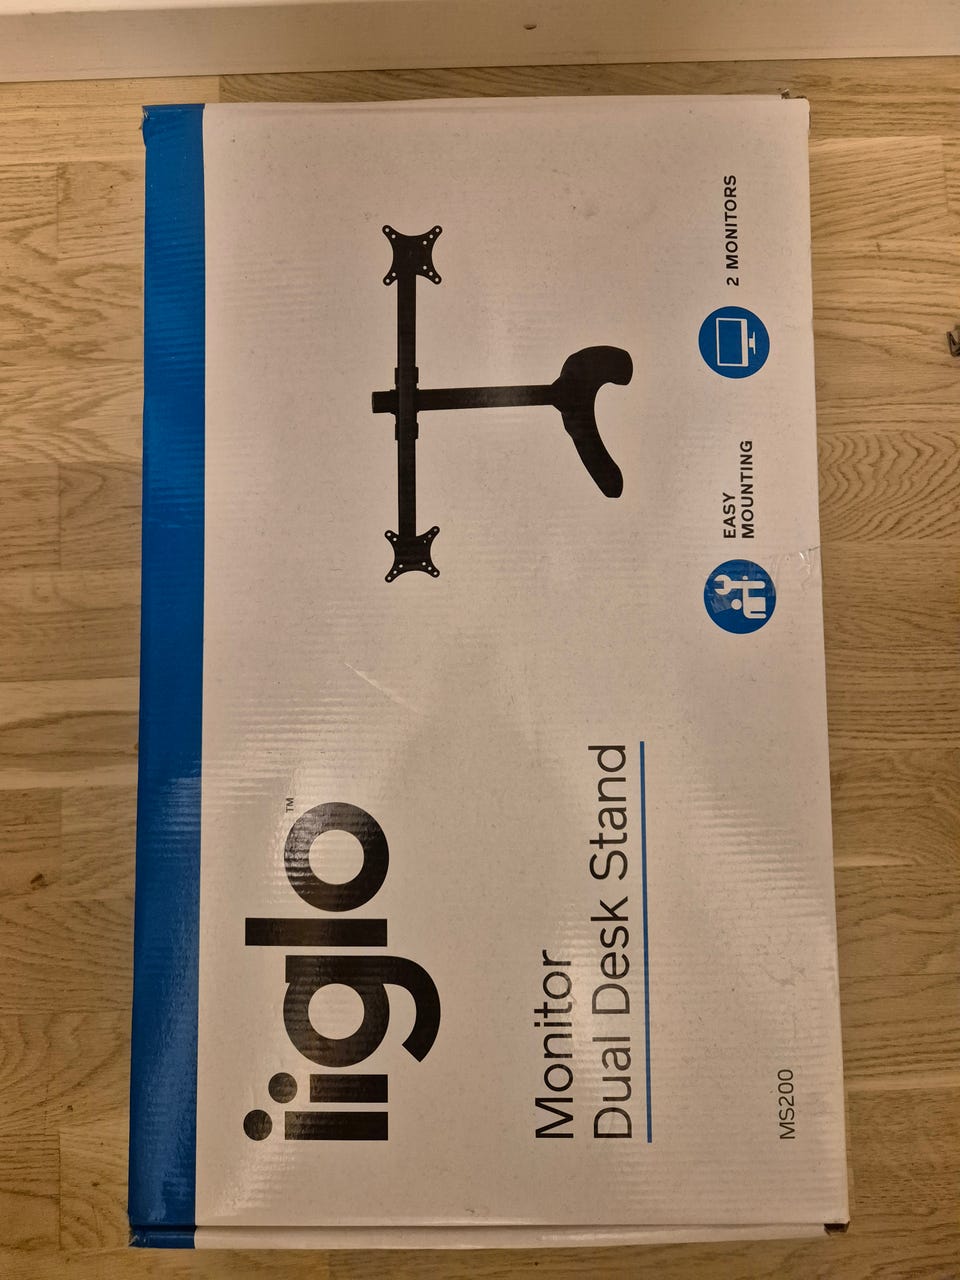 iiglo™
Monitor
Dual Desk Stand
MS200
EASY
MOUNTING
2 MONITORS